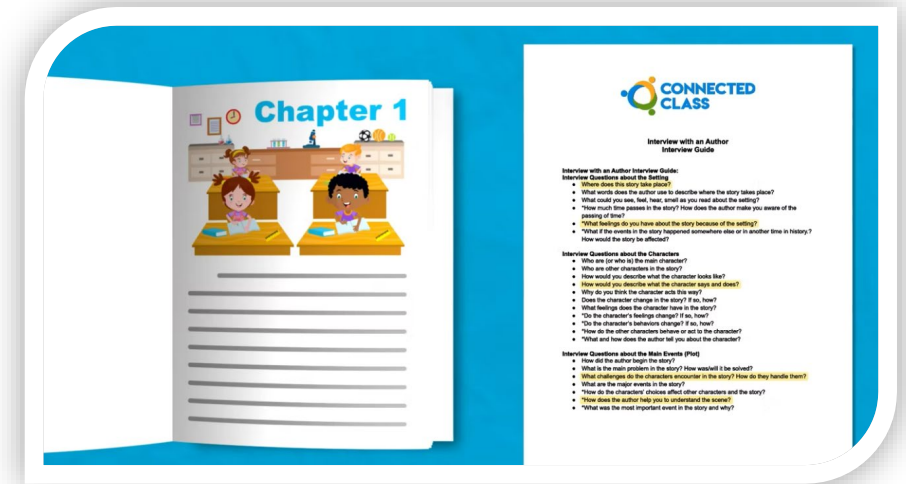 Chapter 1
CONNECTED
CLASS
Interview with an Author
Interview Guide
Interview with an Author Interview Guide:
Interview Questions about the Setting
● Where does this story take place?
● What words does the author use to describe where the story takes place?
● What could you see, feel, hear, smell as you read about the setting?
● *How much time passes in the story? How does the author make you aware of the
passing of time?
● *What feelings do you have about the story because of the setting?
● *What if the events in the story happened somewhere else or in another time in history.?
How would the story be affected?
Interview Questions about the Characters
● Who are (or who is) the main character?
● Who are other characters in the story?
● How would you describe what the character looks like?
● How would you describe what the character says and does?
● Why do you think the character acts this way?
● Does the character change in the story? If so, how?
● What feelings does the character have in the story?
● *Do the character's feelings change? If so, how?
● *Do the character's behaviors change? If so, how?
● *How do the other characters behave or act to the character?
● *What and how does the author tell you about the character?
Interview Questions about the Main Events (Plot)
● How did the author begin the story?
● What is the main problem in the story? How was/will it be solved?
● What challenges do the characters encounter in the story? How do they handle them?
● What are the major events in the story?
● *How do the characters' choices affect other characters and the story?
● *How does the author help you to understand the scene?
● *What was the most important event in the story and why?